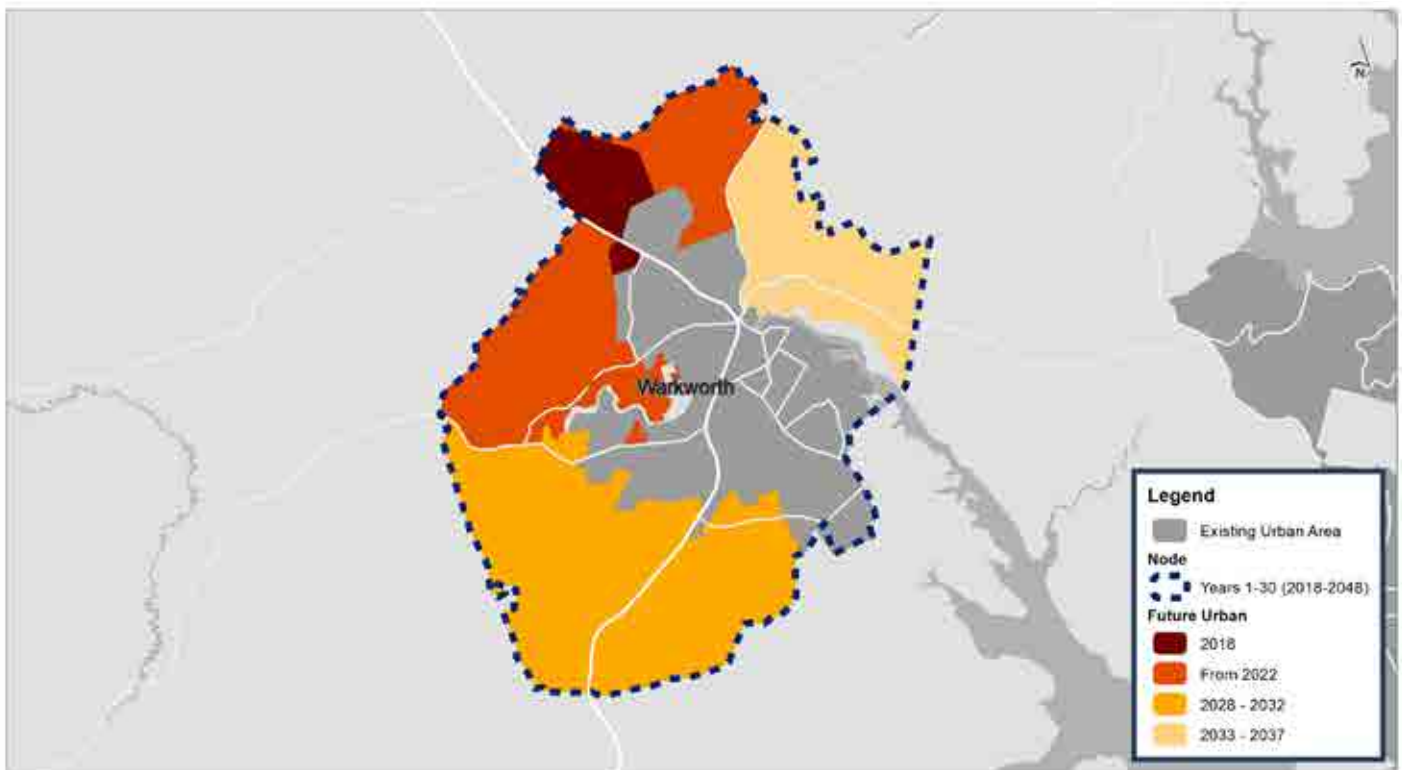 N
Warkworth
Legend
Existing Urban Area
Node
Years 1-30 (2018-2048)
Future Urban
2018
From 2022
2028 - 2032
2033 - 2037